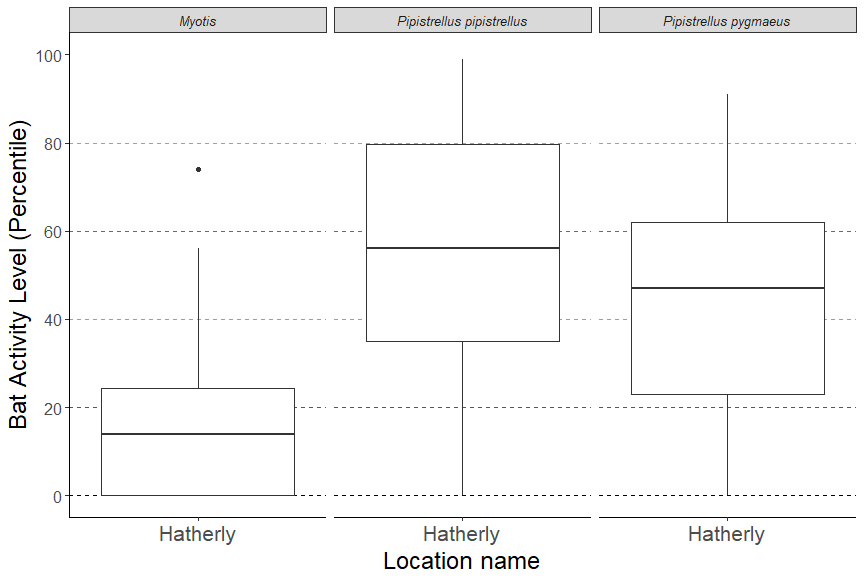 Myotis
Pipistrellus pipistrellus
Pipistrellus pygmaeus
Bat Activity Level (Percentile)
100
80
60
40
20
0
Hatherly
Hatherly
Hatherly
Location name